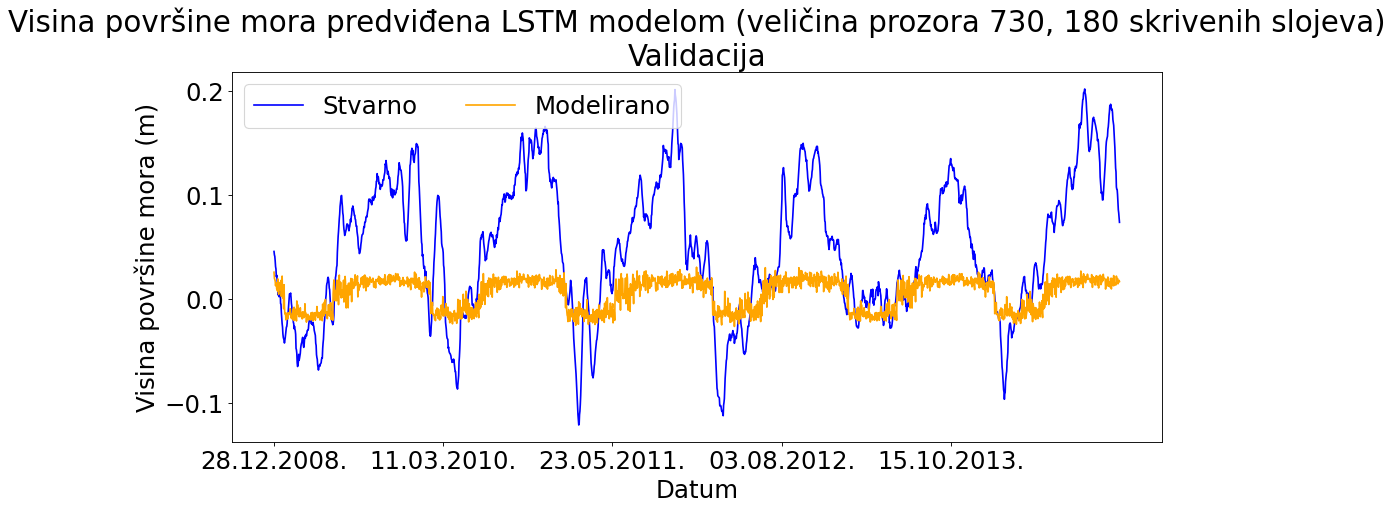 Visina površine mora predviđena LSTM modelom (veličina prozora 730, 180 skrivenih slojeva)
Validacija
Stvarno Modelirano
Visina površine mora (m)
0.2
0.1
0.0
−0.1
28.12.2008. 11.03.2010. 23.05.2011. 03.08.2012. 15.10.2013.
Datum